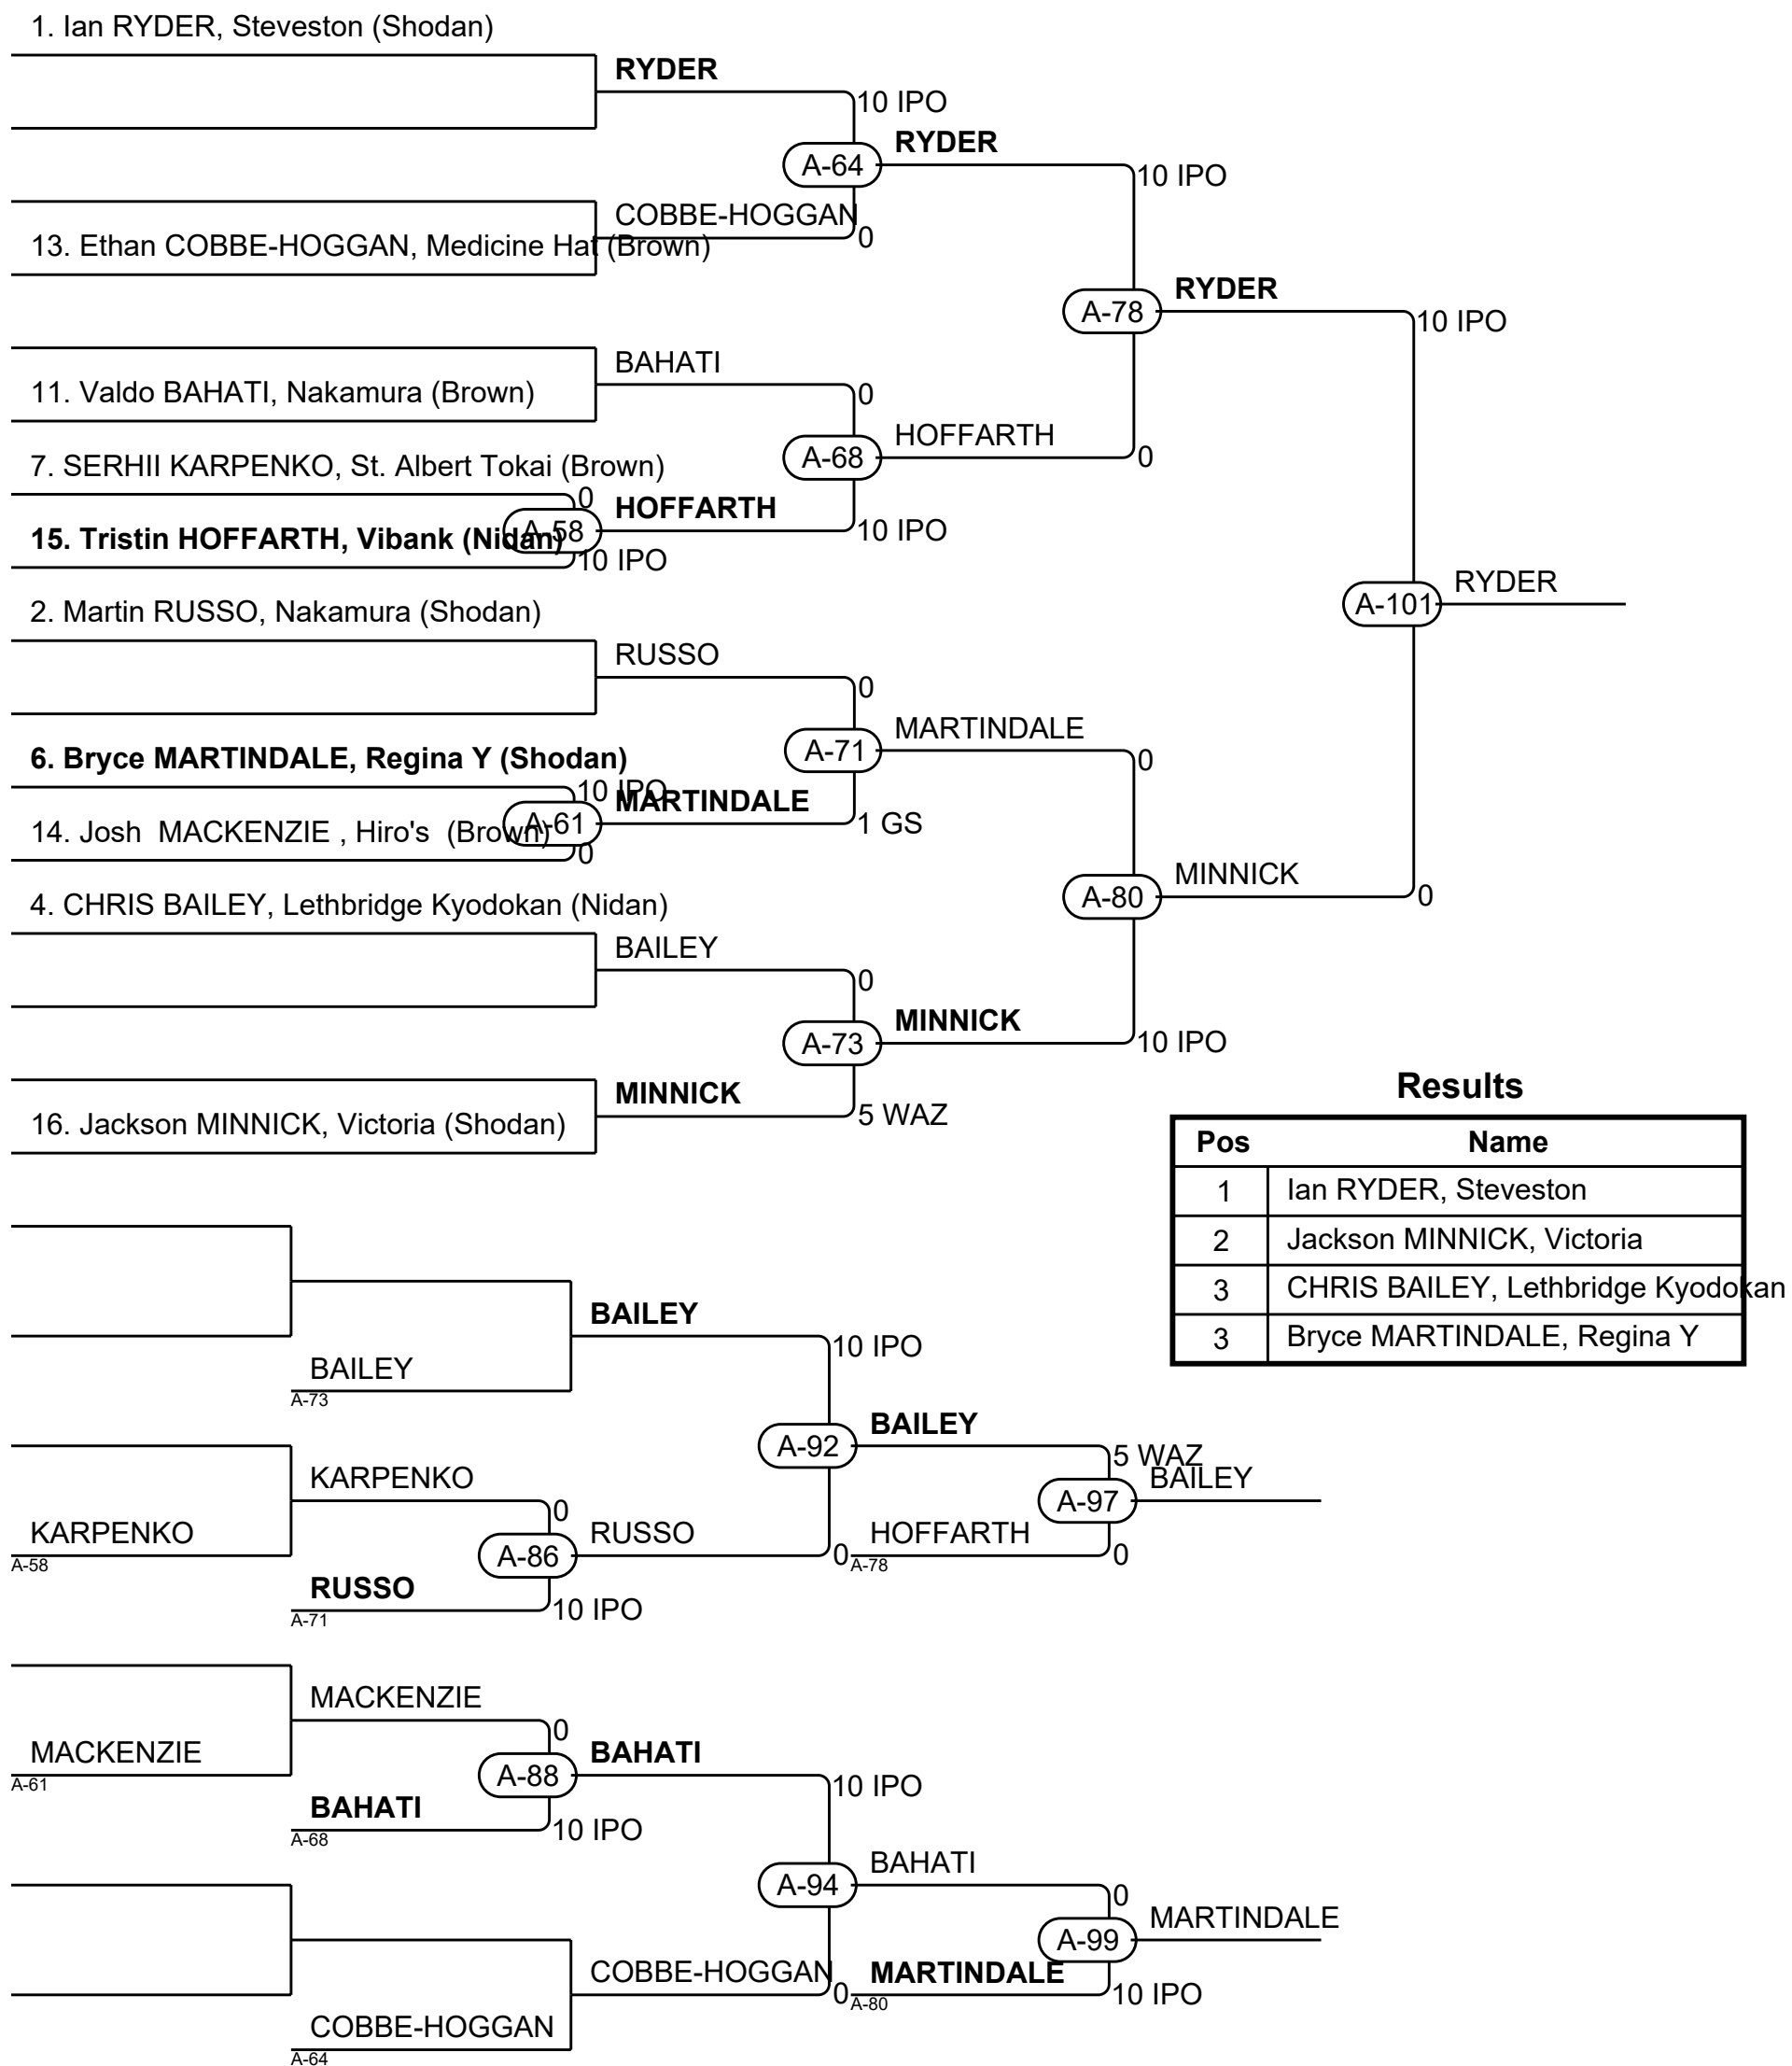 1. Ian RYDER, Steveston (Shodan)
RYDER
10 IPO
A-64
RYDER
10 IPO
COBBE-HOGGAN
0
13. Ethan COBBE-HOGGAN, Medicine Hat (Brown)
A-78
RYDER
10 IPO
BAHATI
0
11. Valdo BAHATI, Nakamura (Brown)
A-68
HOFFARTH
0
7. SERHII KARPENKO, St. Albert Tokai (Brown)
0
A-58
HOFFARTH
10 IPO
15. Tristin HOFFARTH, Vibank (Nidan)
10 IPO
A-101
RYDER
2. Martin RUSSO, Nakamura (Shodan)
RUSSO
0
A-71
MARTINDALE
0
6. Bryce MARTINDALE, Regina Y (Shodan)
10 IPO
A-61
MARTINDALE
1 GS
14. Josh  MACKENZIE , Hiro's  (Brown)
0
A-80
MINNICK
0
4. CHRIS BAILEY, Lethbridge Kyodokan (Nidan)
BAILEY
0
A-73
MINNICK
10 IPO
MINNICK
5 WAZ
16. Jackson MINNICK, Victoria (Shodan)
Results
Pos Name
1 Ian RYDER, Steveston
2 Jackson MINNICK, Victoria
3 CHRIS BAILEY, Lethbridge Kyodokan
3 Bryce MARTINDALE, Regina Y
BAILEY
10 IPO
BAILEY
A-73
A-92
BAILEY
5 WAZ
KARPENKO
0
A-97
BAILEY
KARPENKO
A-58
A-86
RUSSO
0
HOFFARTH
A-78
0
RUSSO
A-71
10 IPO
MACKENZIE
0
MACKENZIE
A-61
A-88
BAHATI
10 IPO
BAHATI
A-68
10 IPO
A-94
BAHATI
0
A-99
MARTINDALE
COBBE-HOGGAN
0
MARTINDALE
A-80
10 IPO
COBBE-HOGGAN
A-64